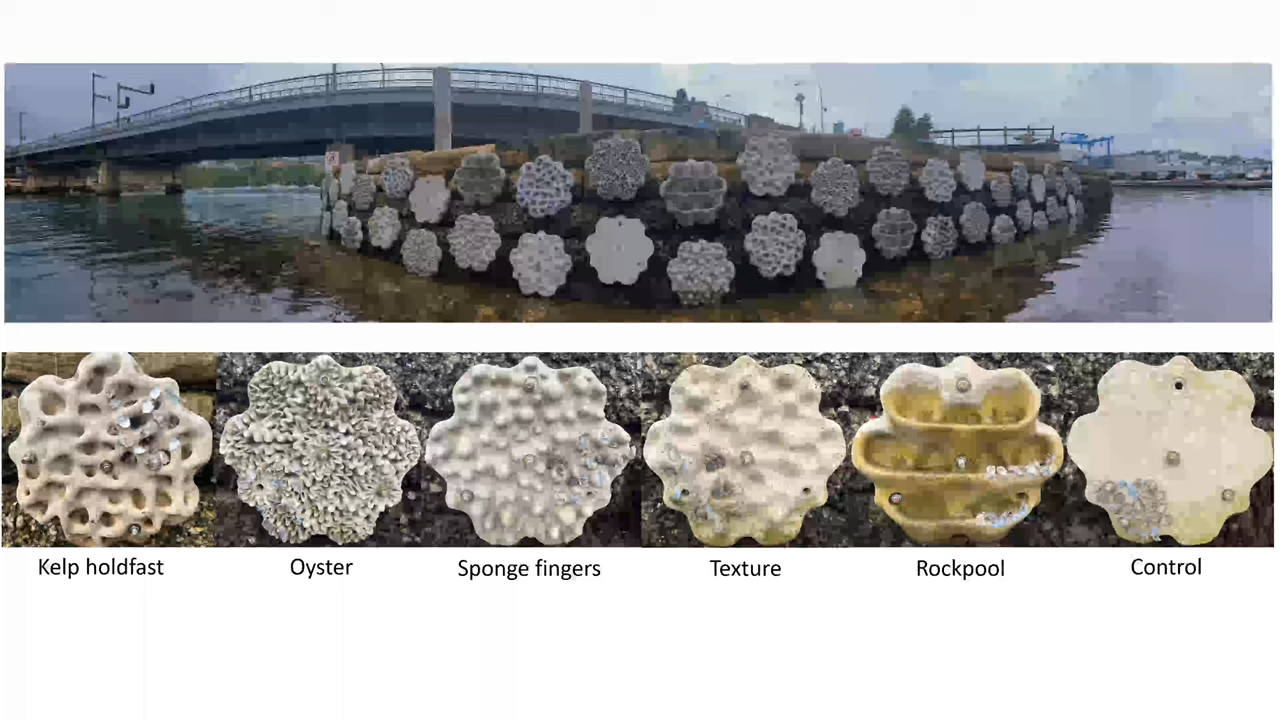 Kelp holdfast
Oyster
Sponge fingers
Texture
Rockpool
Control